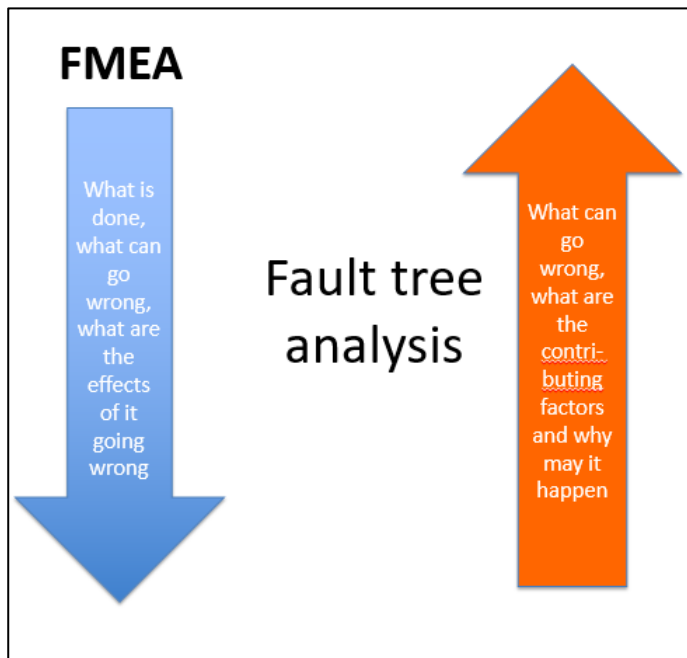 FMEA
What is
done,
what can
go
wrong,
what are
the
effects
of it
going
wrong
Fault tree
analysis
What can
go
wrong,
what are
the
contri-
buting
factors
and why
may it
happen